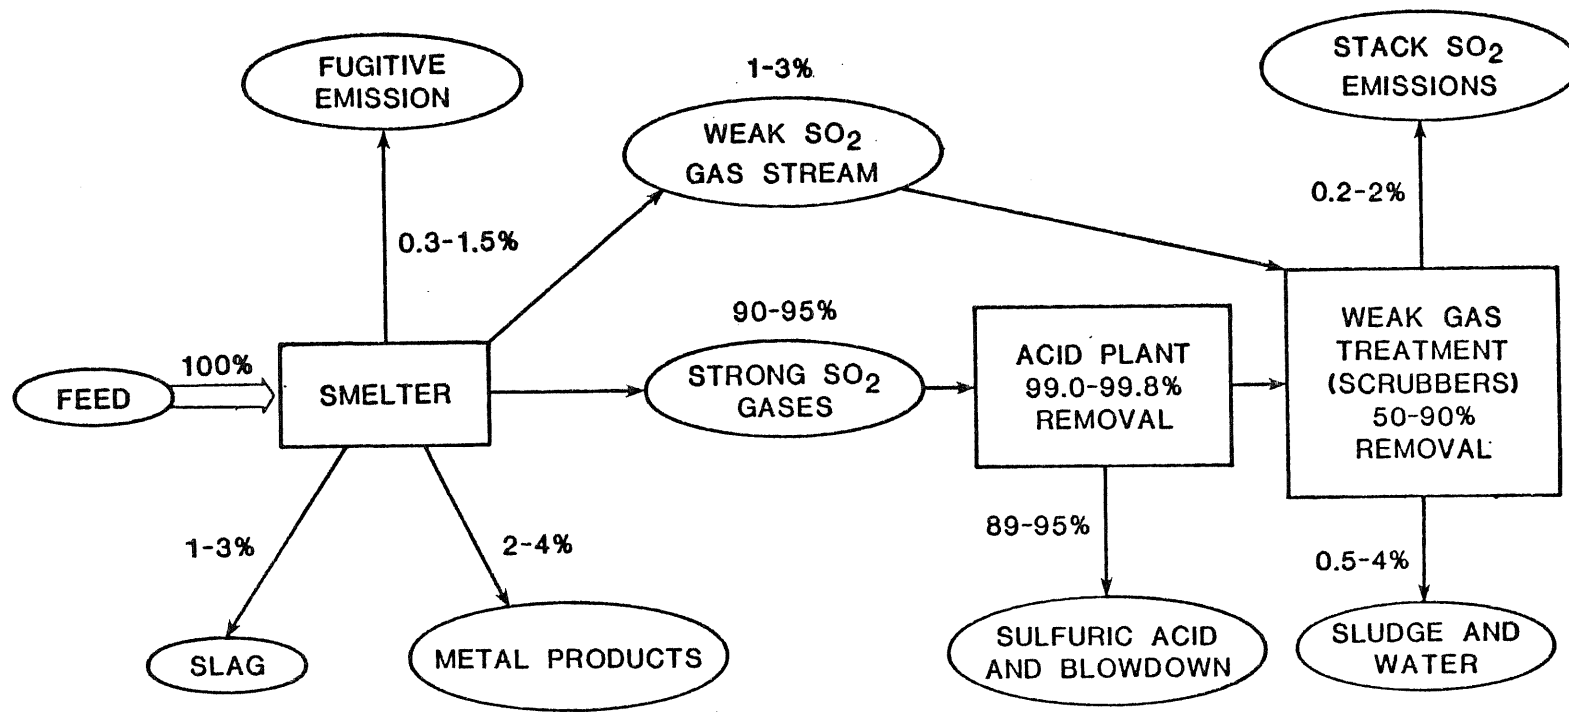 FUGITIVE
EMISSION
1-3%
STACK SO2
EMISSIONS
WEAK SO2
GAS STREAM
0.2-2%
0.3-1.5%
90-95%
100%
FEED
SMELTER
STRONG SO2
GASES
ACID PLANT
99.0-99.8%
REMOVAL
WEAK GAS
TREATMENT
(SCRUBBERS)
50-90%
REMOVAL
1-3%
2-4%
89-95%
0.5-4%
SLAG
METAL PRODUCTS
SULFURIC ACID
AND BLOWDOWN
SLUDGE AND
WATER